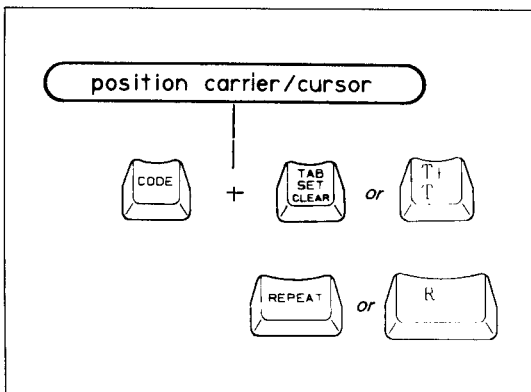 position carrier/cursor
CODE
+
TAB
SET
CLEAR
or
T+
T
REPEAT
or
R